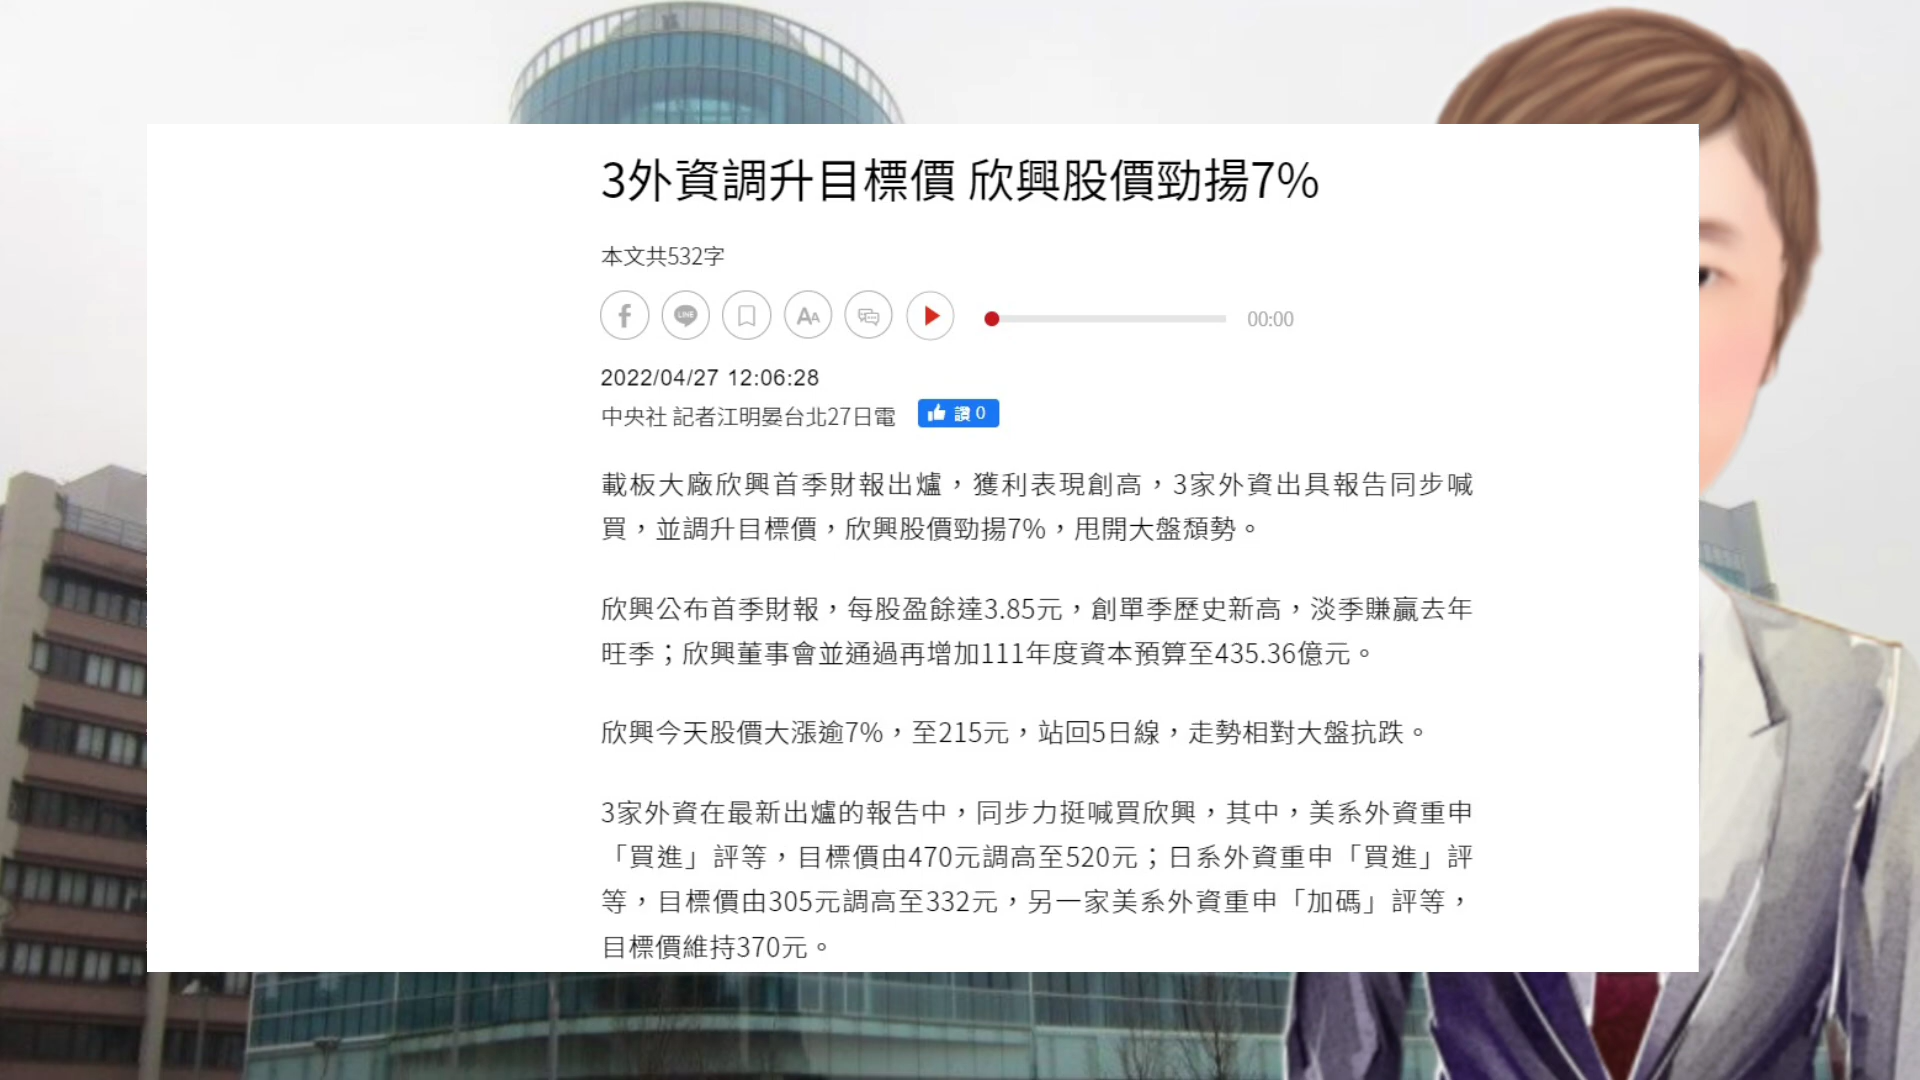 3外資調升目標價 欣興股價勁揚7%
本文共532字
f LINE AA 00:00
2022/04/27 12:06:28
中央社 記者江明晏台北27日電 讚 0
載板大廠欣興首季財報出爐，獲利表現創高，3家外資出具報告同步喊
買，並調升目標價，欣興股價勁揚7%，甩開大盤頹勢。
欣興公布首季財報，每股盈餘達3.85元，創單季歷史新高，淡季賺贏去年
旺季；欣興董事會並通過再增加111年度資本預算至435.36億元。
欣興今天股價大漲逾7%，至215元，站回5日線，走勢相對大盤抗跌。
3家外資在最新出爐的報告中，同步力挺喊買欣興，其中，美系外資重申
「買進」評等，目標價由470元調高至520元；日系外資重申「買進」評
等，目標價由305元調高至332元，另一家美系外資重申「加碼」評等，
目標價維持370元。